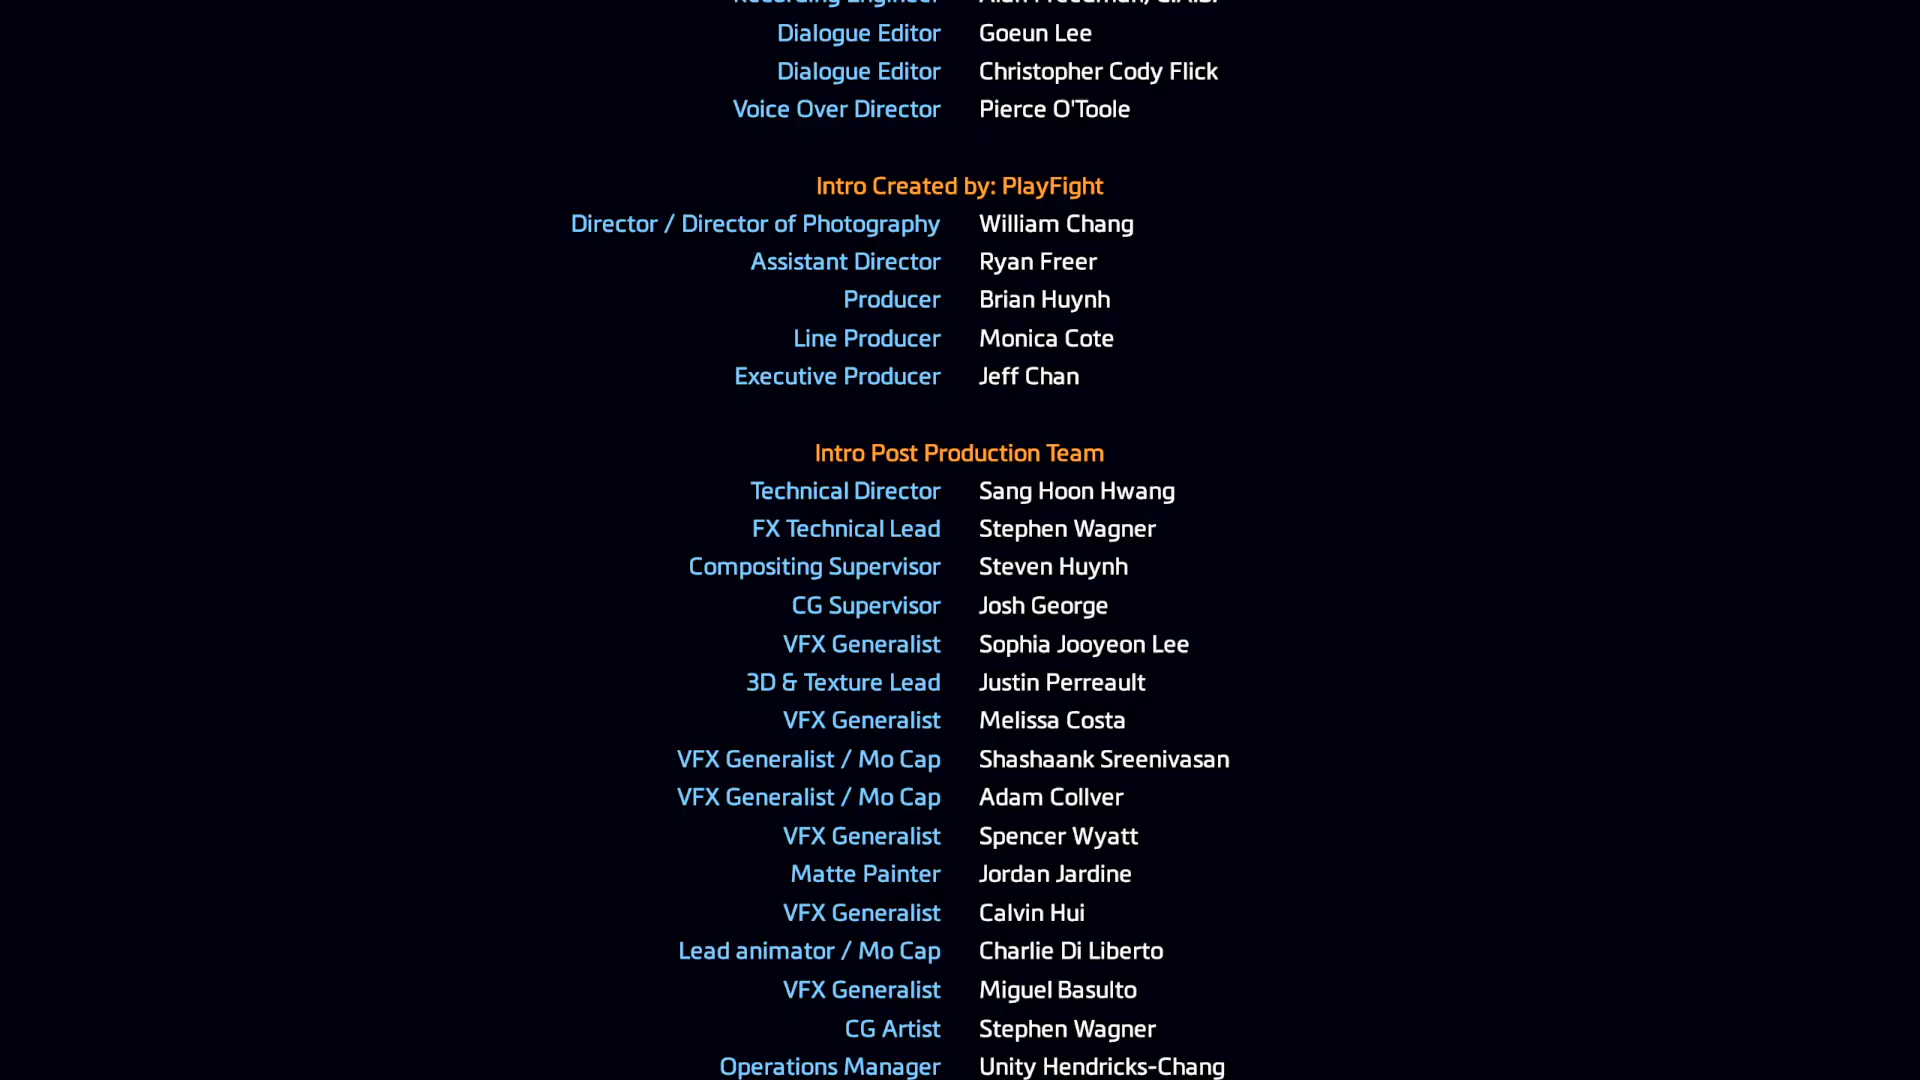 Dialogue Editor Goeun Lee
Dialogue Editor Christopher Cody Flick
Voice Over Director Pierce O'Toole
Intro Created by: PlayFight
Director / Director of Photography William Chang
Assistant Director Ryan Freer
Producer Brian Huynh
Line Producer Monica Cote
Executive Producer Jeff Chan
Intro Post Production Team
Technical Director Sang Hoon Hwang
FX Technical Lead Stephen Wagner
Compositing Supervisor Steven Huynh
CG Supervisor Josh George
VFX Generalist Sophia Jooyeon Lee
3D & Texture Lead Justin Perreault
VFX Generalist Melissa Costa
VFX Generalist / Mo Cap Shashaank Sreenivasan
VFX Generalist / Mo Cap Adam Collver
VFX Generalist Spencer Wyatt
Matte Painter Jordan Jardine
VFX Generalist Calvin Hui
Lead animator / Mo Cap Charlie Di Liberto
VFX Generalist Miguel Basulto
CG Artist Stephen Wagner
Operations Manager Unity Hendricks-Chang